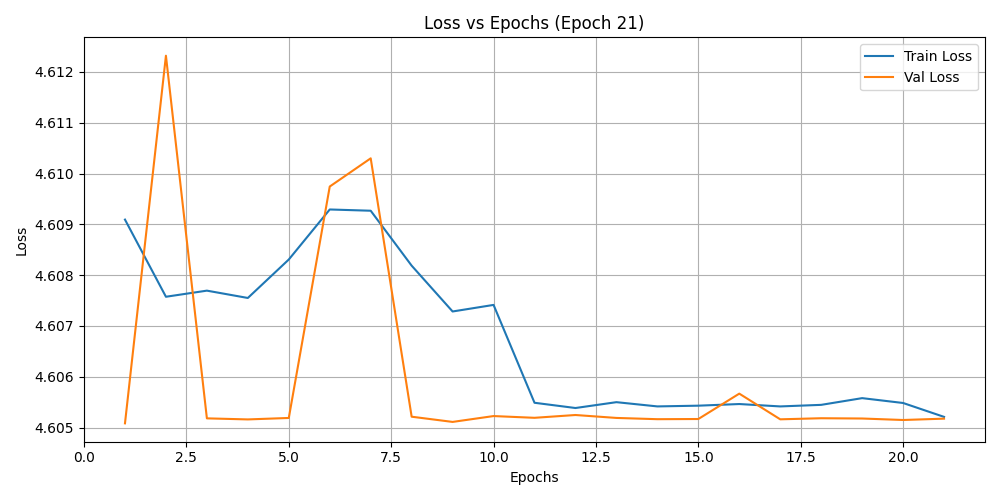 Loss vs Epochs (Epoch 21)
Train Loss
Val Loss
4.612
4.611
4.610
4.609
4.608
4.607
4.606
4.605
Loss
0.0 2.5 5.0 7.5 10.0 12.5 15.0 17.5 20.0
Epochs